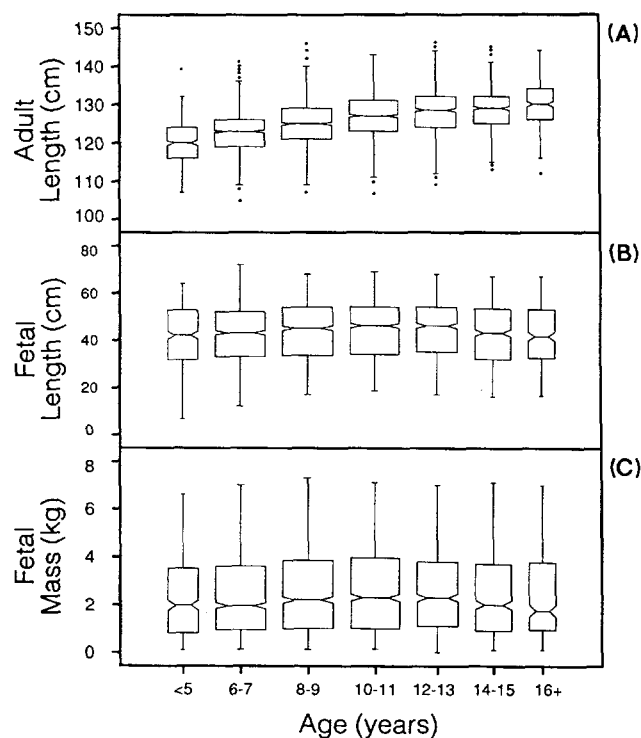 (A)
Adult
Length (cm)
150
140
130
120
110
100
(B)
Fetal
Length (cm)
80
60
40
20
0
(C)
Fetal
Mass (kg)
8
6
4
2
0
<5 6-7 8-9 10-11 12-13 14-15 16+
Age (years)